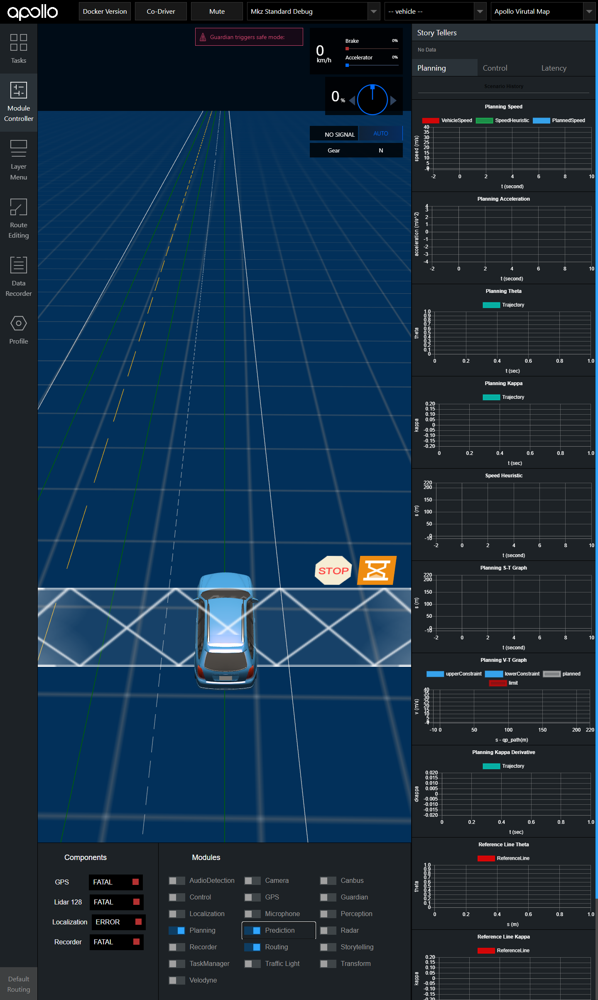 apollo
Docker Version
Co-Driver
Mute
Mkz Standard Debug
-- vehicle --
Apollo Virutal Map
Tasks
Module
Controller
Layer
Menu
Route
Editing
Data
Recorder
Profile
Default
Routing
Guardian triggers safe mode:
0
km/h
Brake 0%
Accelerator 0%
0 %
NO SIGNAL AUTO
Gear N
STOP
Components
GPS FATAL
Lidar 128 FATAL
Localization ERROR
Recorder FATAL
Modules
AudioDetection Camera Canbus
Control GPS Guardian
Localization Microphone Perception
Planning Prediction Radar
Recorder Routing Storytelling
TaskManager Traffic Light Transform
Velodyne
Story Tellers
No Data
Planning Control Latency
Scenario History
Planning Speed
VehicleSpeed SpeedHeuristic PlannedSpeed
speed (m/s)
40
35
30
25
20
15
10
5
0
-1
-2 0 2 4 6 8 10
t (second)
Planning Acceleration
acceleration (m/s^2)
4
3
2
1
0
-1
-2
-3
-4
-2 0 2 4 6 8 10
t (second)
Planning Theta
Trajectory
theta
1.0
0.9
0.8
0.7
0.6
0.5
0.4
0.3
0.2
0.1
0
0 0.2 0.4 0.6 0.8 1.0
t (sec)
Planning Kappa
Trajectory
kappa
0.20
0.15
0.10
0.05
0
-0.05
-0.10
-0.15
-0.20
0 0.2 0.4 0.6 0.8 1.0
t (sec)
Speed Heuristic
s (m)
220
200
150
100
50
0
-10
-2 0 2 4 6 8 10
t (second)
Planning S-T Graph
s (m)
220
200
150
100
50
0
-10
-2 0 2 4 6 8 10
t (second)
Planning V-T Graph
upperConstraint lowerConstraint planned
limit
v (m/s)
40
35
30
25
20
15
10
5
0
-1
-10 0 50 100 150 200 220
s - qp_path(m)
Planning Kappa Derivative
Trajectory
dkappa
0.020
0.015
0.010
0.005
0
-0.005
-0.010
-0.015
-0.020
0 0.2 0.4 0.6 0.8 1.0
t (sec)
Reference Line Theta
ReferenceLine
theta
1.0
0.9
0.8
0.7
0.6
0.5
0.4
0.3
0.2
0.1
0
0 0.2 0.4 0.6 0.8 1.0
s (m)
Reference Line Kappa
ReferenceLine
kappa
0.20
0.15
0.10
0.05
0
-0.05
-0.10
-0.15
-0.20